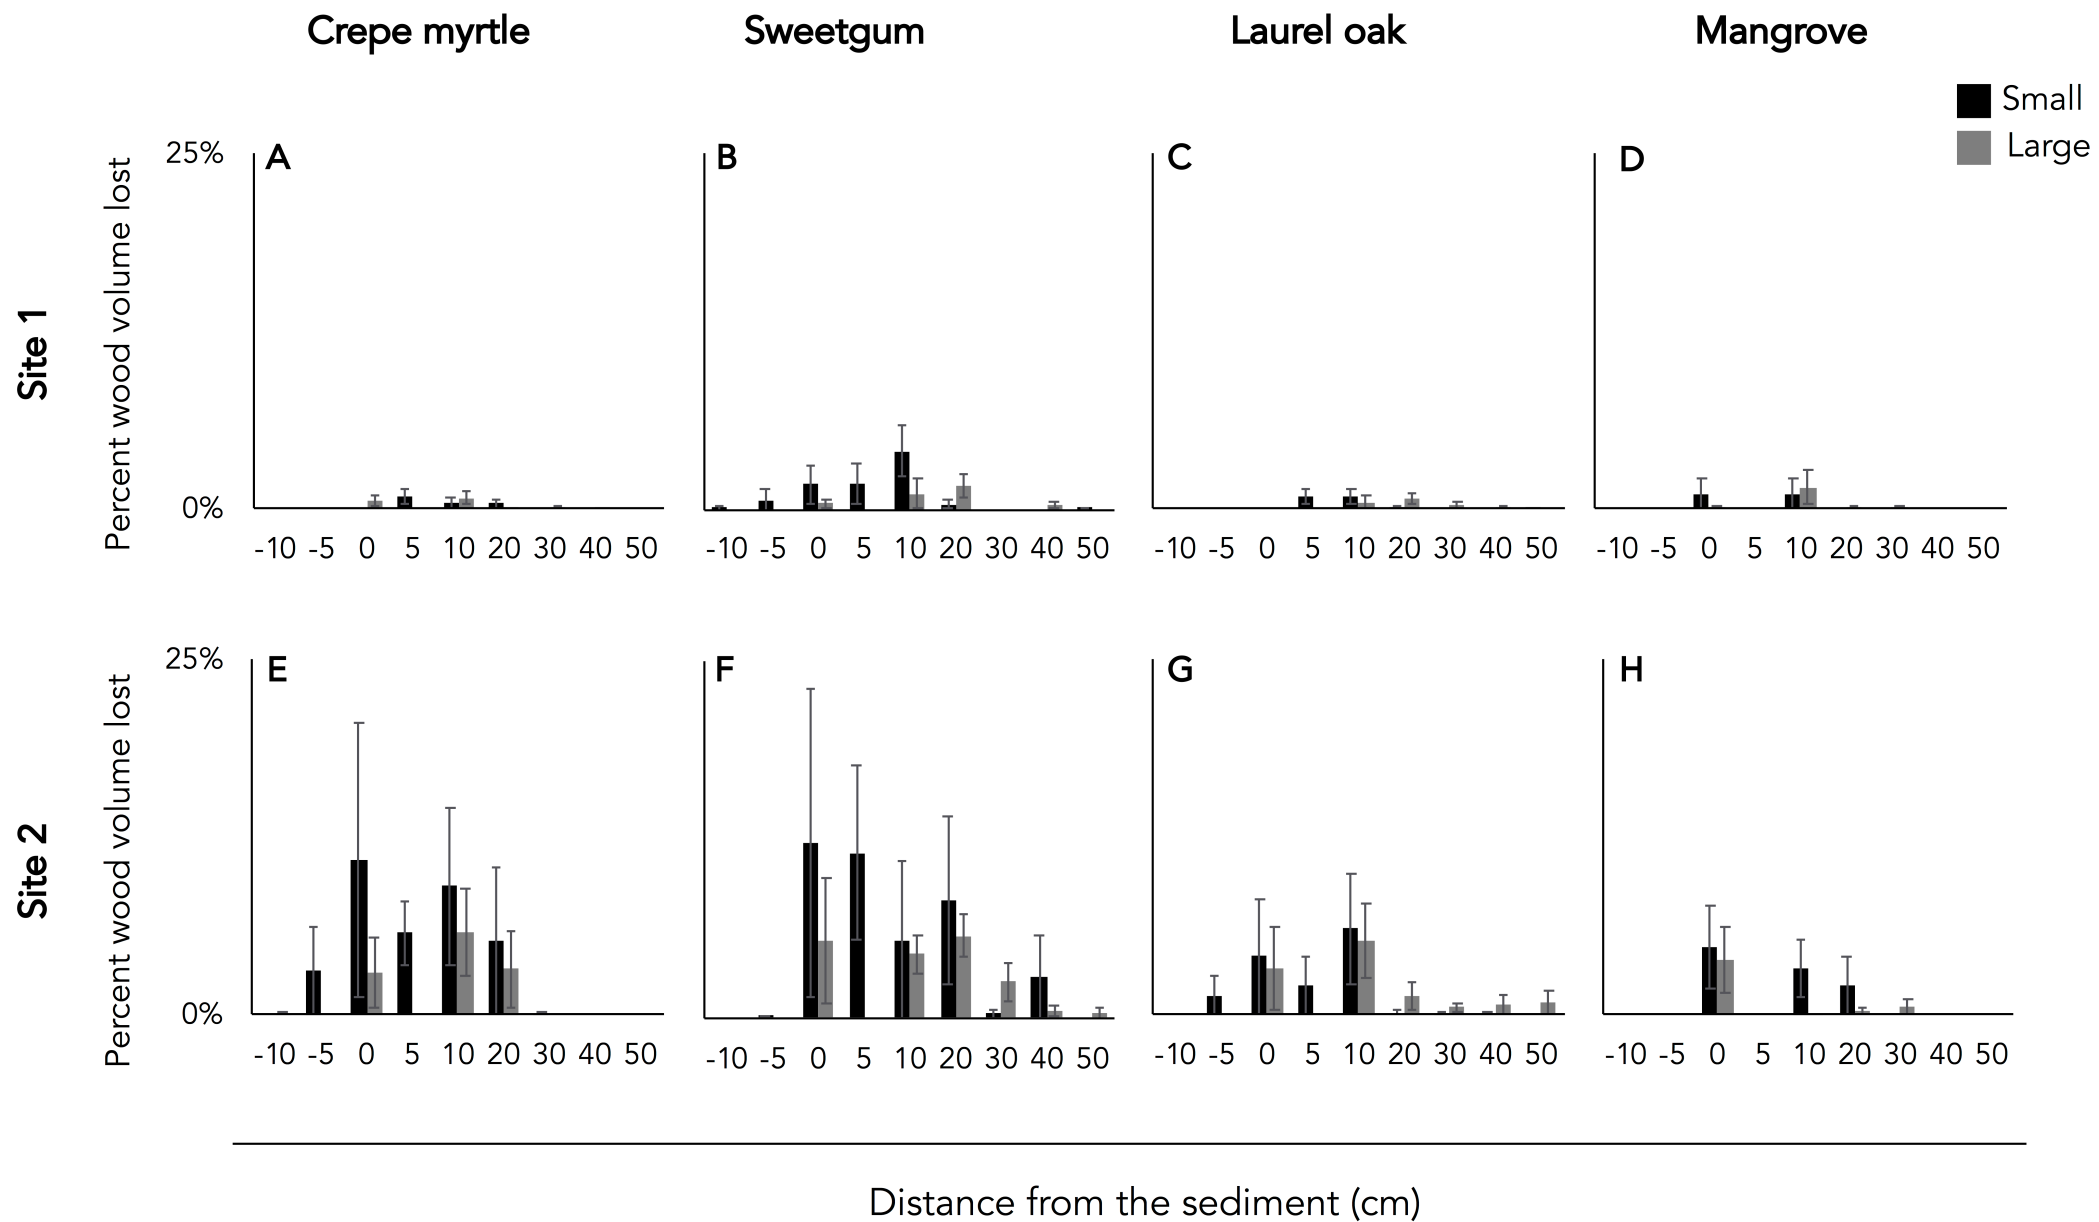 Crepe myrtle Sweetgum Laurel oak Mangrove
Small
Large
Site 1
Percent wood volume lost
25%
0%
A
-10 -5 0 5 10 20 30 40 50
B
-10 -5 0 5 10 20 30 40 50
C
-10 -5 0 5 10 20 30 40 50
D
-10 -5 0 5 10 20 30 40 50
Site 2
Percent wood volume lost
25%
0%
E
-10 -5 0 5 10 20 30 40 50
F
-10 -5 0 5 10 20 30 40 50
G
-10 -5 0 5 10 20 30 40 50
H
-10 -5 0 5 10 20 30 40 50
Distance from the sediment (cm)